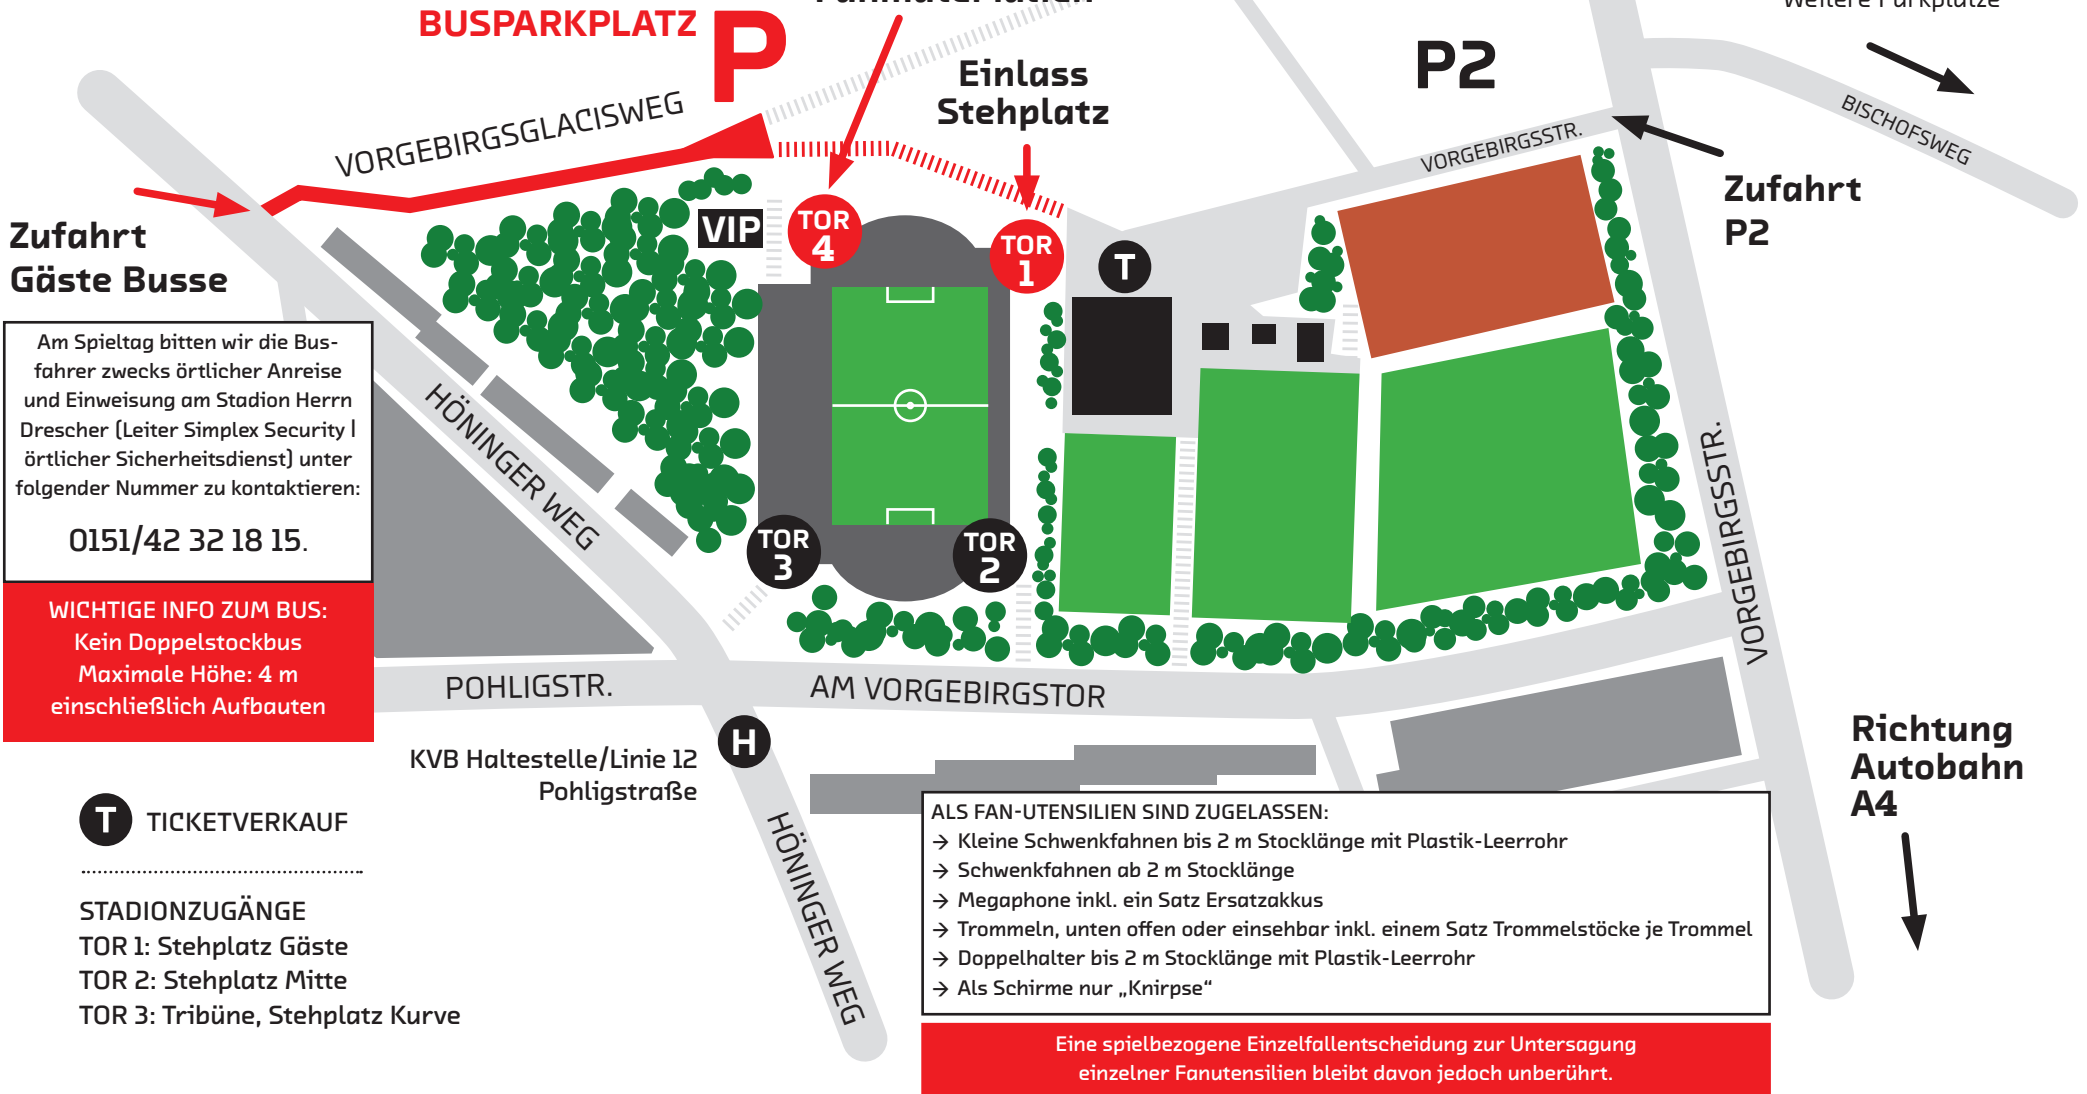 Fanmaterialien
Weitere Parkplätze
BUSPARKPLATZ
P
Einlass
Stehplatz
P2
VORGEBIRGSGLACISWEG
VORGEBIRGSSTR.
BISCHOFSWEG
Zufahrt
P2
Zufahrt
Gäste Busse
VIP
TOR
4
TOR
1
T
Am Spieltag bitten wir die Bus-
fahrer zwecks örtlicher Anreise
und Einweisung am Stadion Herrn
Drescher (Leiter Simplex Security |
örtlicher Sicherheitsdienst) unter
folgender Nummer zu kontaktieren:
0151/42 32 18 15.
HÖNINGER WEG
VORGEBIRGSSTR.
TOR
3
TOR
2
WICHTIGE INFO ZUM BUS:
Kein Doppelstockbus
Maximale Höhe: 4 m
einschließlich Aufbauten
POHLIGSTR.
AM VORGEBIRGSTOR
H
KVB Haltestelle/Linie 12
Pohligstraße
Richtung
Autobahn
A4
T TICKETVERKAUF
HÖNINGER WEG
STADIONZUGÄNGE
TOR 1: Stehplatz Gäste
TOR 2: Stehplatz Mitte
TOR 3: Tribüne, Stehplatz Kurve
ALS FAN-UTENSILIEN SIND ZUGELASSEN:
→ Kleine Schwenkfahnen bis 2 m Stocklänge mit Plastik-Leerrohr
→ Schwenkfahnen ab 2 m Stocklänge
→ Megaphone inkl. ein Satz Ersatzakkus
→ Trommeln, unten offen oder einsehbar inkl. einem Satz Trommelstöcke je Trommel
→ Doppelhalter bis 2 m Stocklänge mit Plastik-Leerrohr
→ Als Schirme nur „Knirpse“
Eine spielbezogene Einzelfallentscheidung zur Untersagung
einzelner Fanutensilien bleibt davon jedoch unberührt.